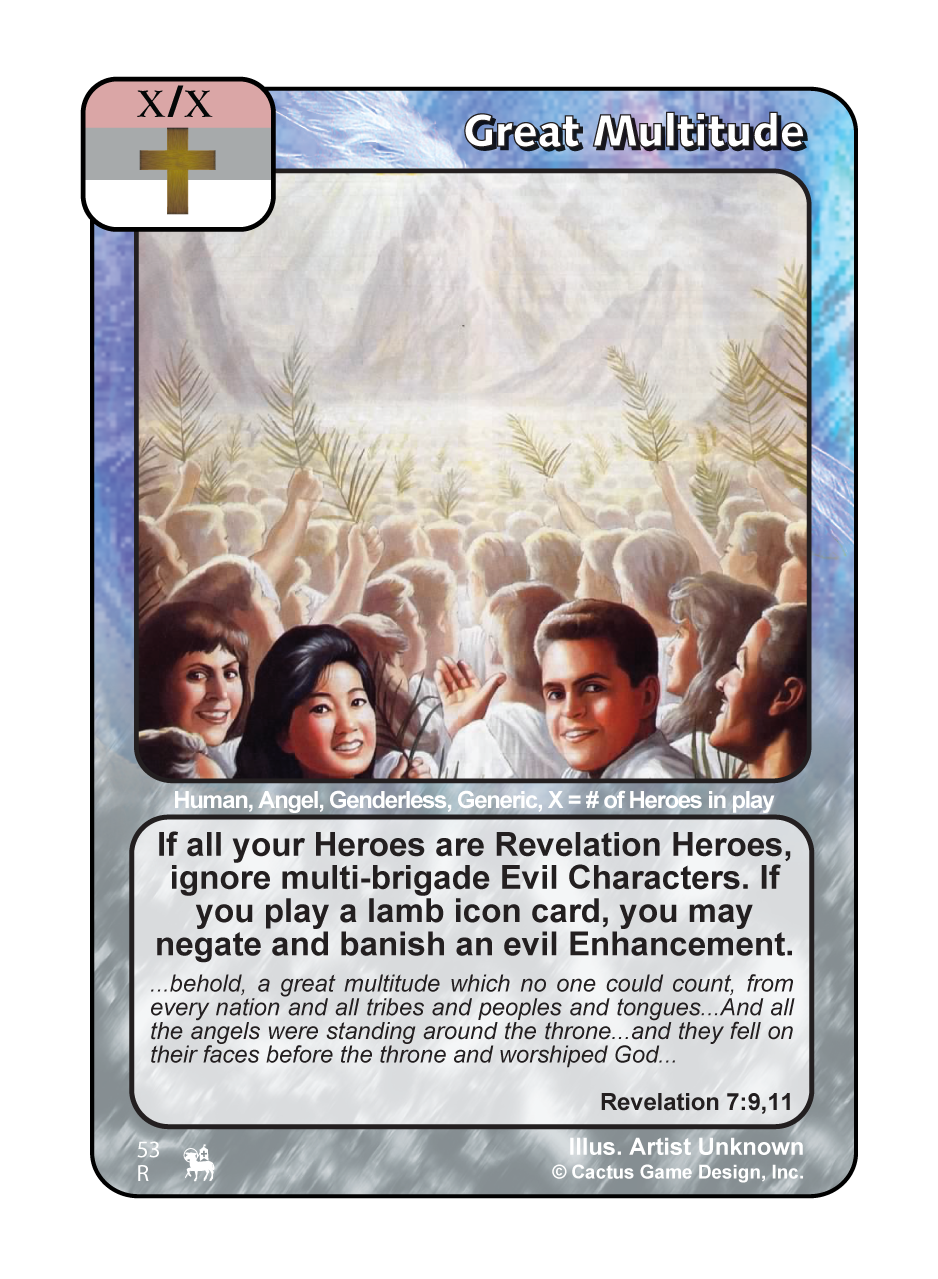 X/X
Great Multitude
Human, Angel, Genderless, Generic, X = # of Heroes in play
If all your Heroes are Revelation Heroes,
ignore multi-brigade Evil Characters. If
you play a lamb icon card, you may
negate and banish an evil Enhancement.
...behold, a great multitude which no one could count, from
every nation and all tribes and peoples and tongues...And all
the angels were standing around the throne...and they fell on
their faces before the throne and worshiped God...
Revelation 7:9,11
53
R
Illus. Artist Unknown
© Cactus Game Design, Inc.